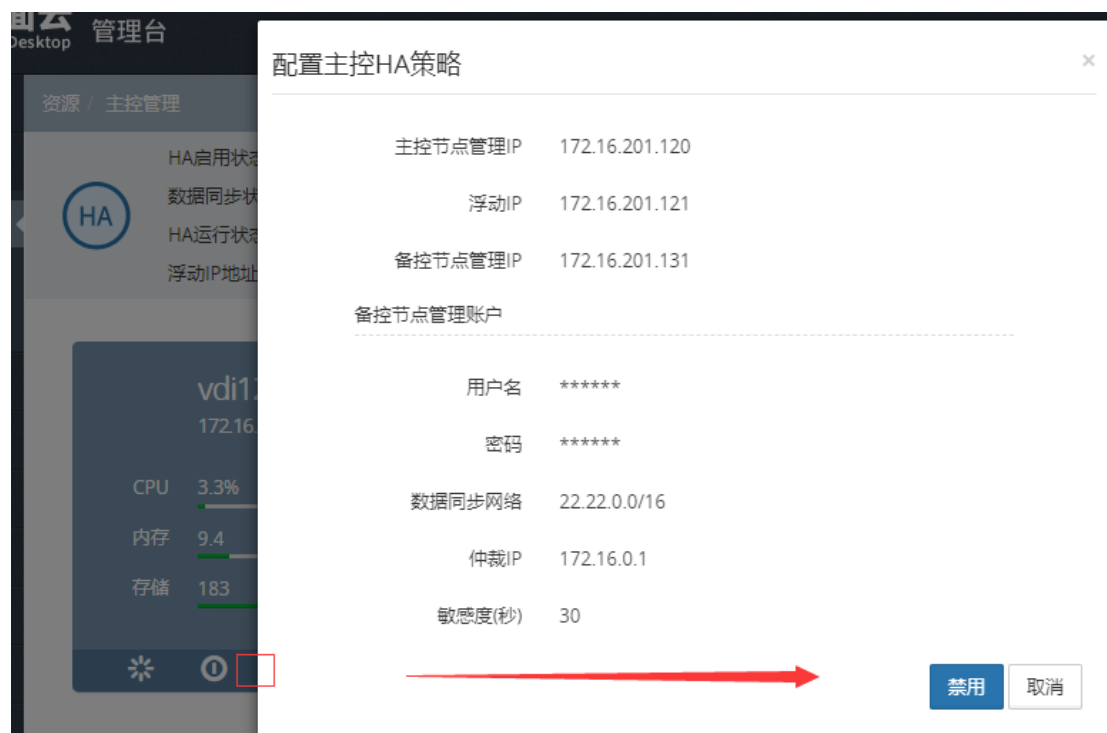 Desktop 管理台
配置主控HA策略
×
资源 / 主控管理
HA
HA启用状态
数据同步状
HA运行状态
浮动IP地址
主控节点管理IP 172.16.201.120
浮动IP 172.16.201.121
备控节点管理IP 172.16.201.131
备控节点管理账户
vdi12
172.16.
CPU 3.3%
内存 9.4
存储 183
用户名 ******
密码 ******
数据同步网络 22.22.0.0/16
仲裁IP 172.16.0.1
敏感度(秒) 30
禁用 取消